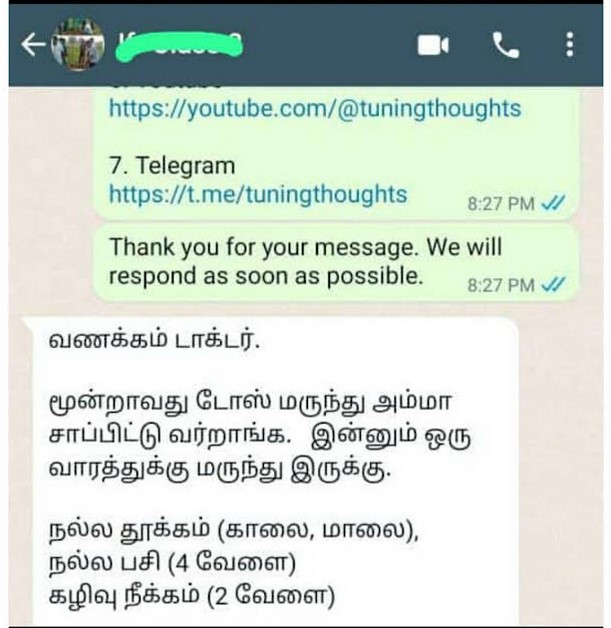 https://youtube.com/@tuningthoughts
7. Telegram
https://t.me/tuningthoughts
8:27 PM
Thank you for your message. We will
respond as soon as possible.
8:27 PM
வணக்கம் டாக்டர்.
மூன்றாவது டோஸ் மருந்து அம்மா
சாப்பிட்டு வர்றாங்க. இன்னும் ஒரு
வாரத்துக்கு மருந்து இருக்கு.
நல்ல தூக்கம் (காலை, மாலை),
நல்ல பசி (4 வேளை)
கழிவு நீக்கம் (2 வேளை)